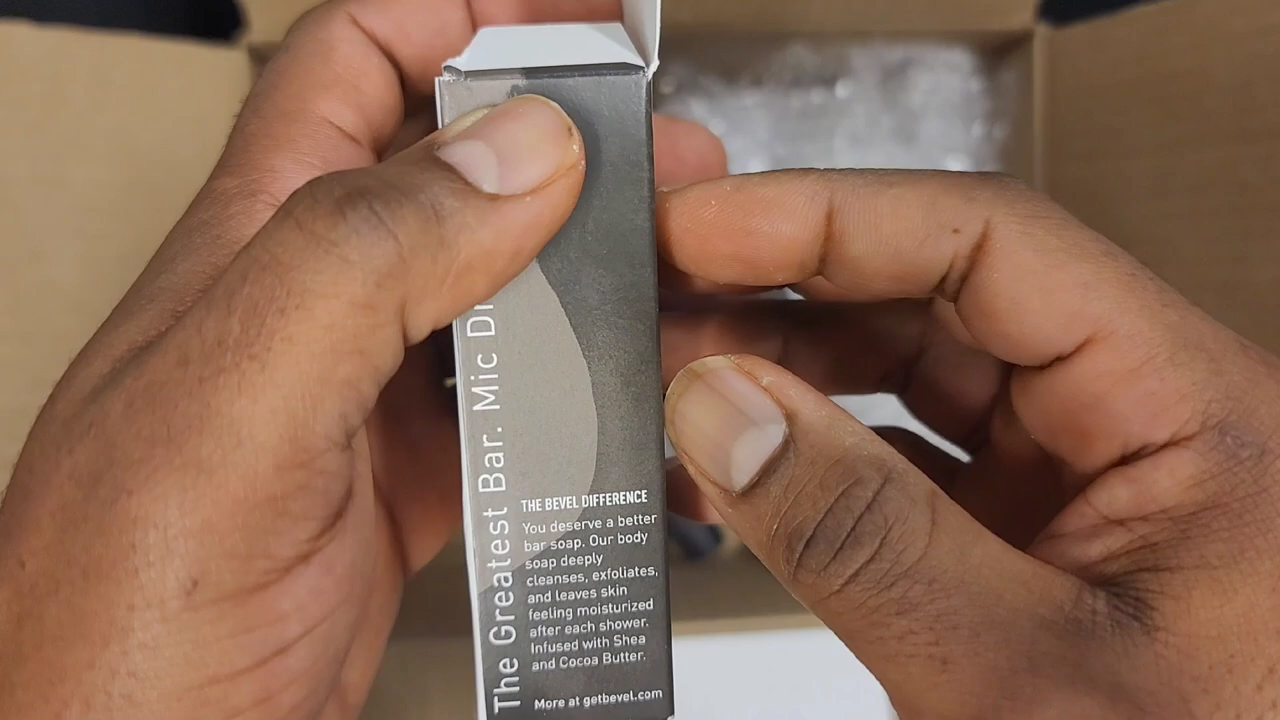 The Greatest Bar. Mic
THE BEVEL DIFFERENCE
You deserve a better
bar soap. Our body
soap deeply
cleanses, exfoliates,
and leaves skin
feeling moisturized
after each shower.
Infused with Shea
and Cocoa Butter.
More at getbevel.com